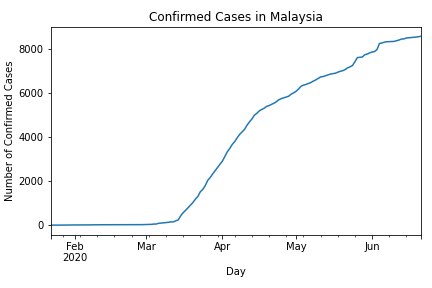 Confirmed Cases in Malaysia
Number of Confirmed Cases
8000
6000
4000
2000
0
Feb Mar Apr May Jun
2020
Day